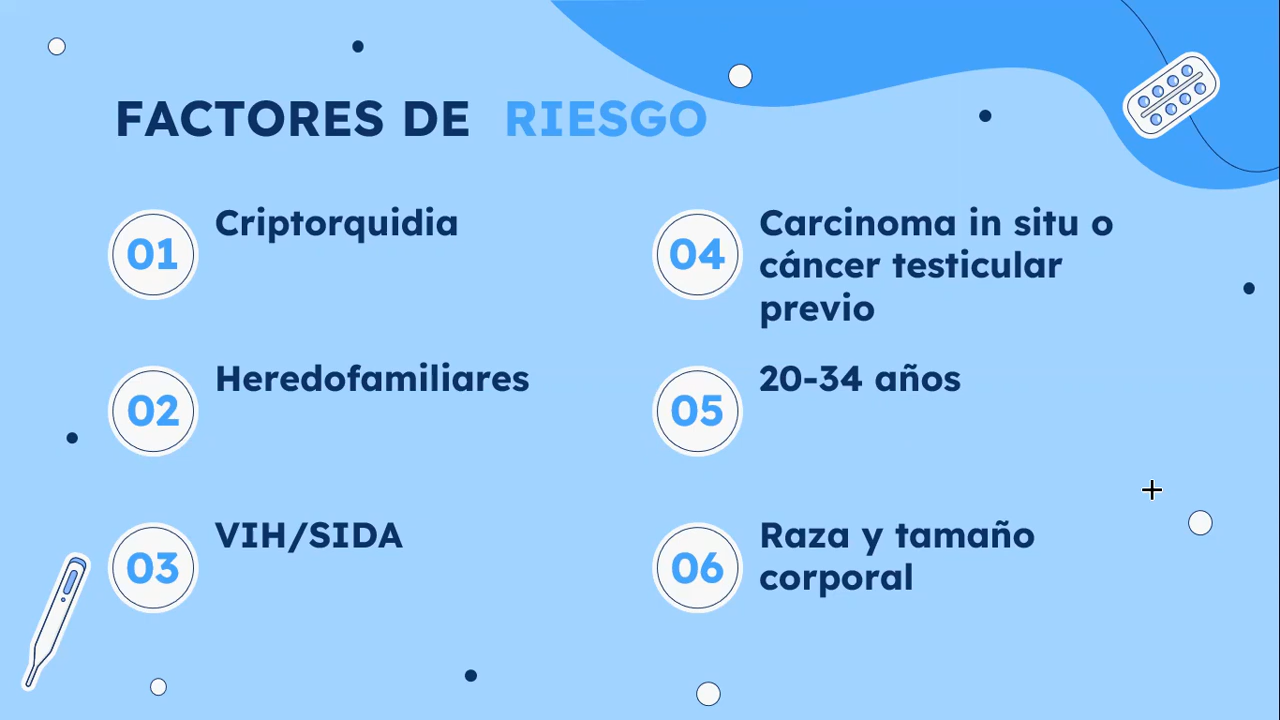 FACTORES DE RIESGO
01
Criptorquidia
02
Heredofamiliares
03
VIH/SIDA
04
Carcinoma in situ o
cáncer testicular
previo
05
20-34 años
06
Raza y tamaño
corporal